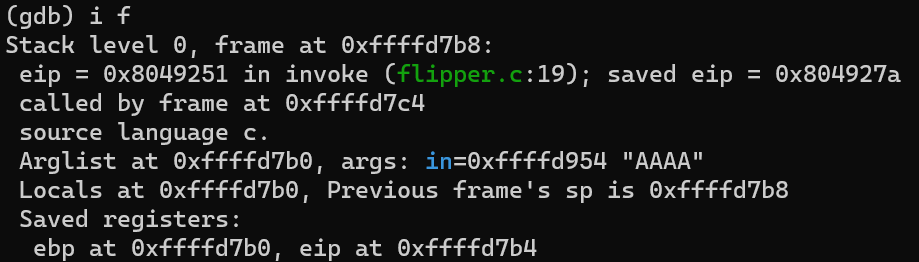 (gdb) i f
Stack level 0, frame at 0xffffd7b8:
 eip = 0x8049251 in invoke (flipper.c:19); saved eip = 0x804927a
 called by frame at 0xffffd7c4
 source language c.
 Arglist at 0xffffd7b0, args: in=0xffffd954 "AAAA"
 Locals at 0xffffd7b0, Previous frame's sp is 0xffffd7b8
 Saved registers:
  ebp at 0xffffd7b0, eip at 0xffffd7b4